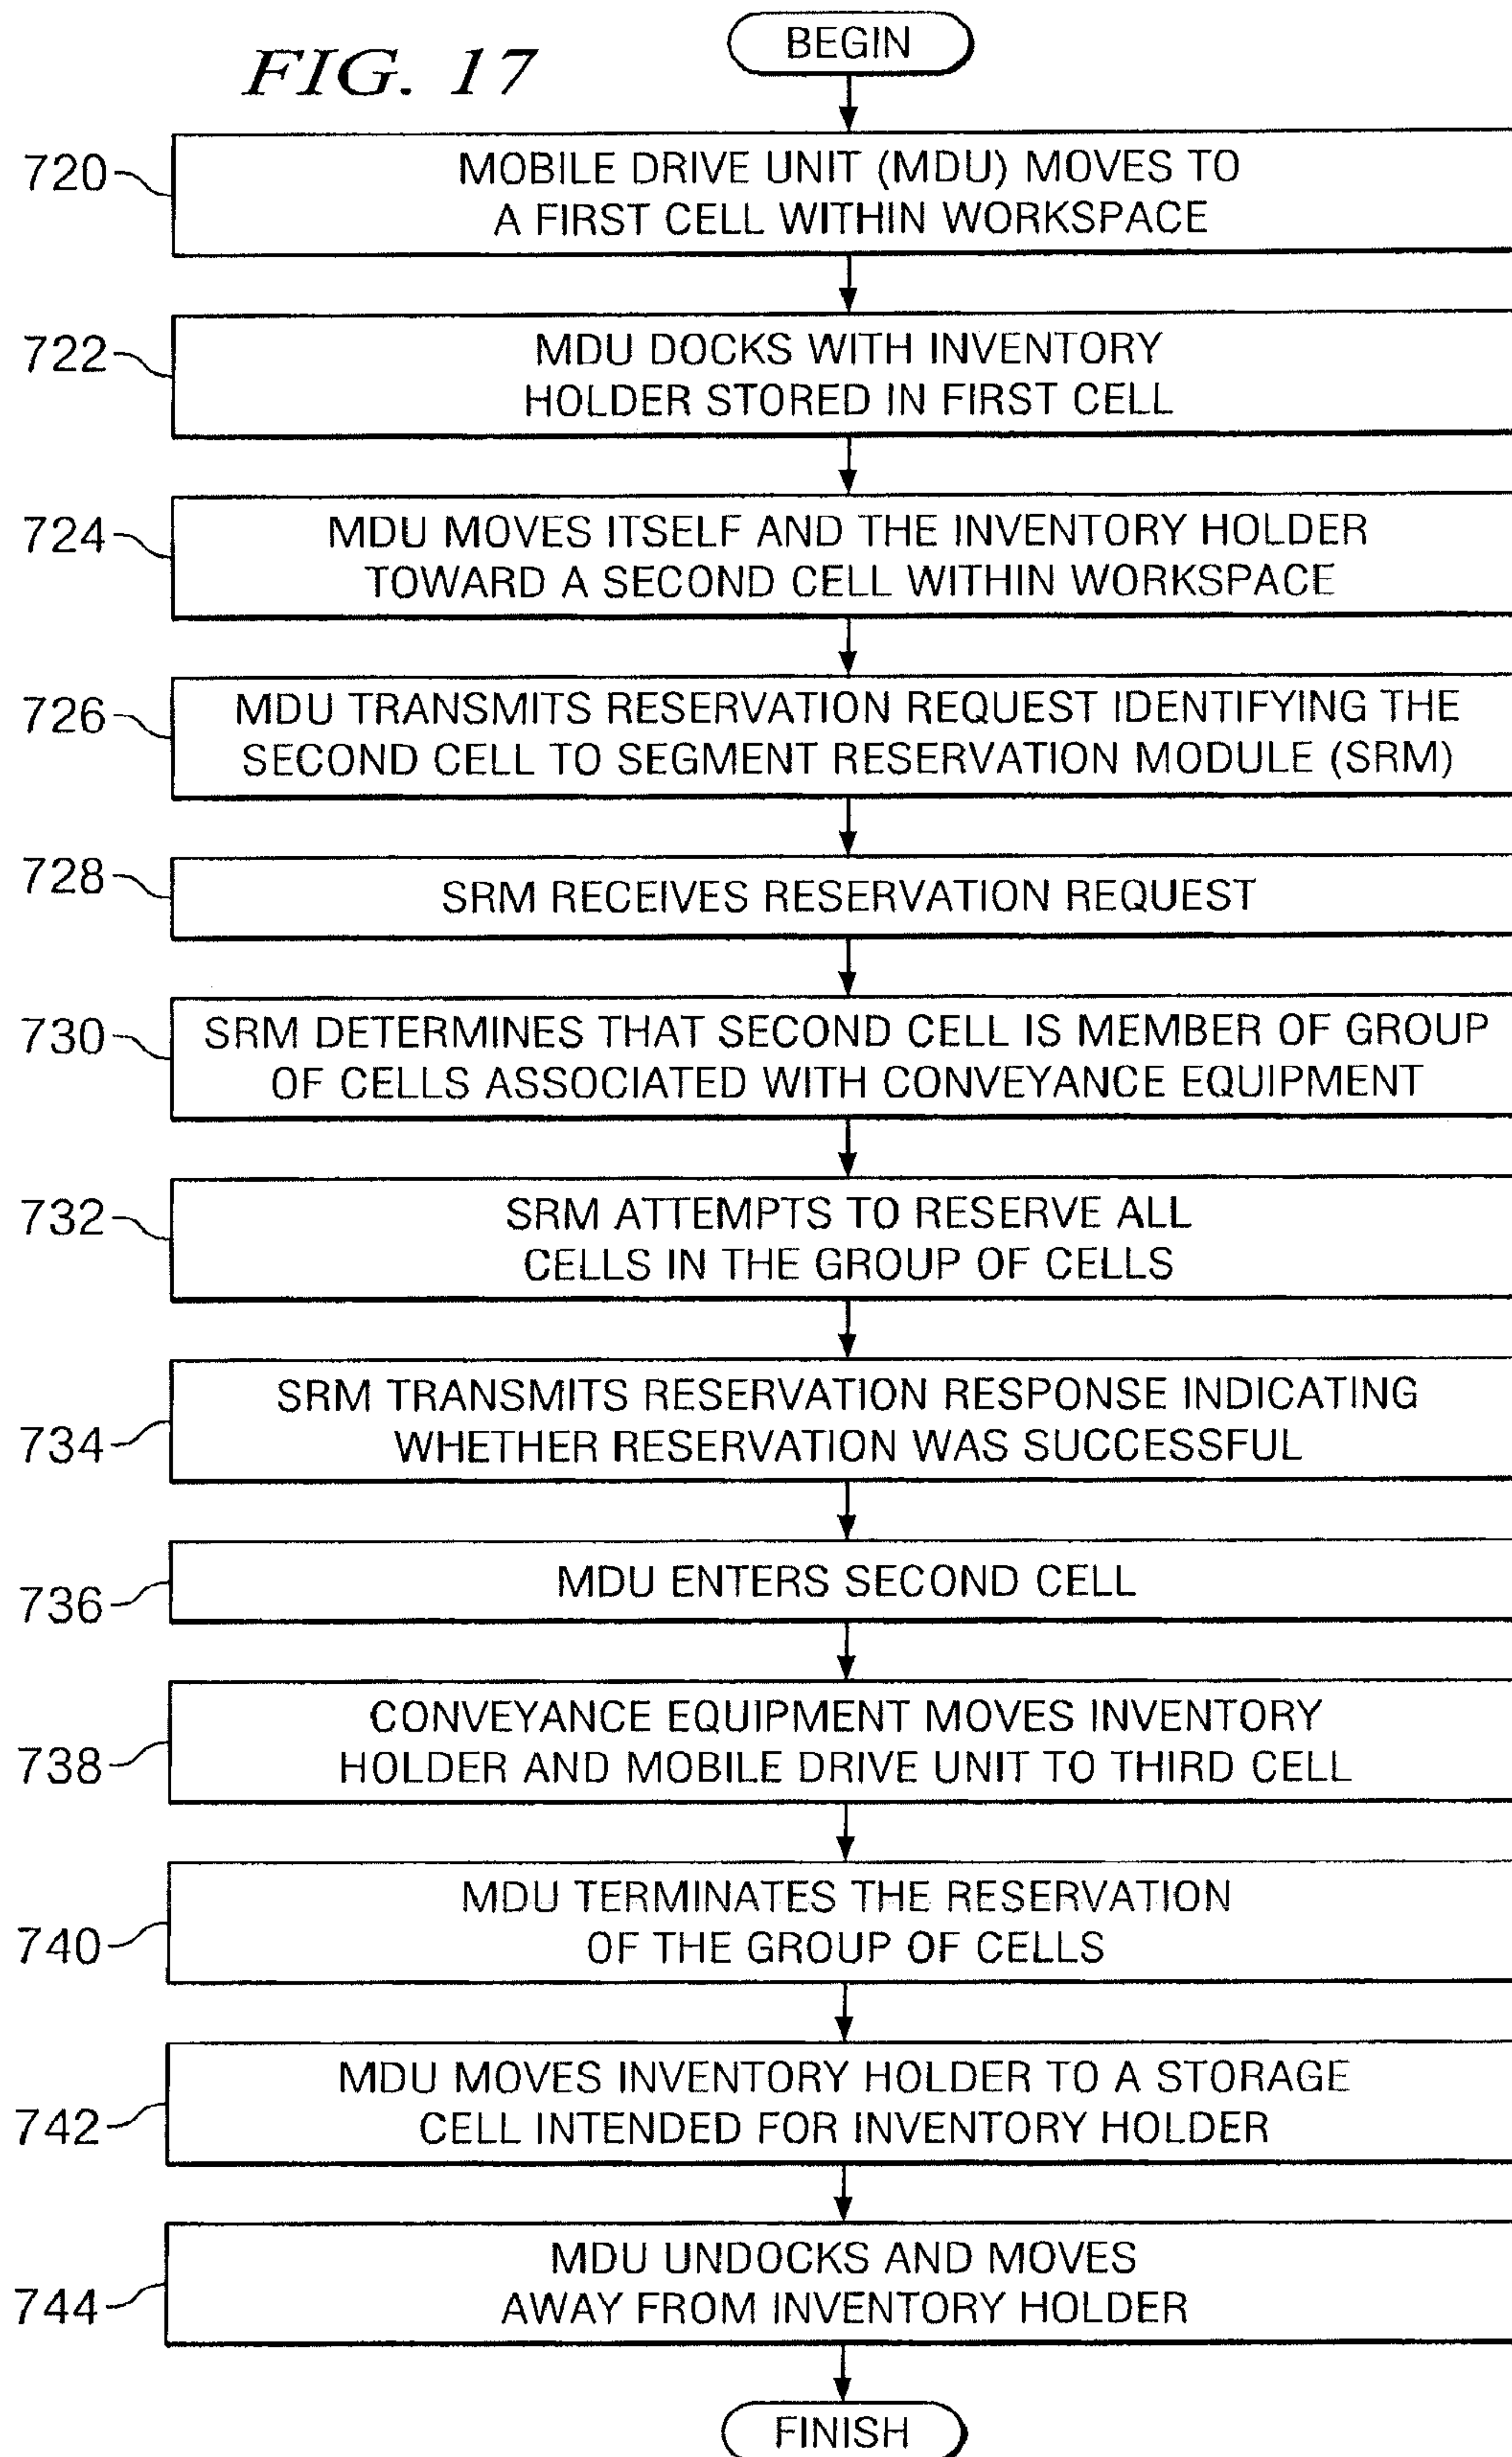 FIG. 17
BEGIN
720
MOBILE DRIVE UNIT (MDU) MOVES TO
A FIRST CELL WITHIN WORKSPACE
722
MDU DOCKS WITH INVENTORY
HOLDER STORED IN FIRST CELL
724
MDU MOVES ITSELF AND THE INVENTORY HOLDER
TOWARD A SECOND CELL WITHIN WORKSPACE
726
MDU TRANSMITS RESERVATION REQUEST IDENTIFYING THE
SECOND CELL TO SEGMENT RESERVATION MODULE (SRM)
728
SRM RECEIVES RESERVATION REQUEST
730
SRM DETERMINES THAT SECOND CELL IS MEMBER OF GROUP
OF CELLS ASSOCIATED WITH CONVEYANCE EQUIPMENT
732
SRM ATTEMPTS TO RESERVE ALL
CELLS IN THE GROUP OF CELLS
734
SRM TRANSMITS RESERVATION RESPONSE INDICATING
WHETHER RESERVATION WAS SUCCESSFUL
736
MDU ENTERS SECOND CELL
738
CONVEYANCE EQUIPMENT MOVES INVENTORY
HOLDER AND MOBILE DRIVE UNIT TO THIRD CELL
740
MDU TERMINATES THE RESERVATION
OF THE GROUP OF CELLS
742
MDU MOVES INVENTORY HOLDER TO A STORAGE
CELL INTENDED FOR INVENTORY HOLDER
744
MDU UNDOCKS AND MOVES
AWAY FROM INVENTORY HOLDER
FINISH